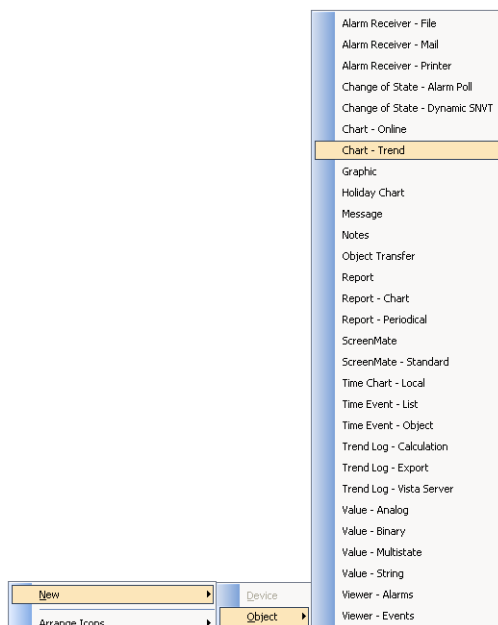 Alarm Receiver - File
Alarm Receiver - Mail
Alarm Receiver - Printer
Change of State - Alarm Poll
Change of State - Dynamic SNVT
Chart - Online
Chart - Trend
Graphic
Holiday Chart
Message
Notes
Object Transfer
Report
Report - Chart
Report - Periodical
ScreenMate
ScreenMate - Standard
Time Chart - Local
Time Event - List
Time Event - Object
Trend Log - Calculation
Trend Log - Export
Trend Log - Vista Server
Value - Analog
Value - Binary
Value - Multistate
Value - String
Viewer - Alarms
Viewer - Events
New
Device
Object
Arrange Icons